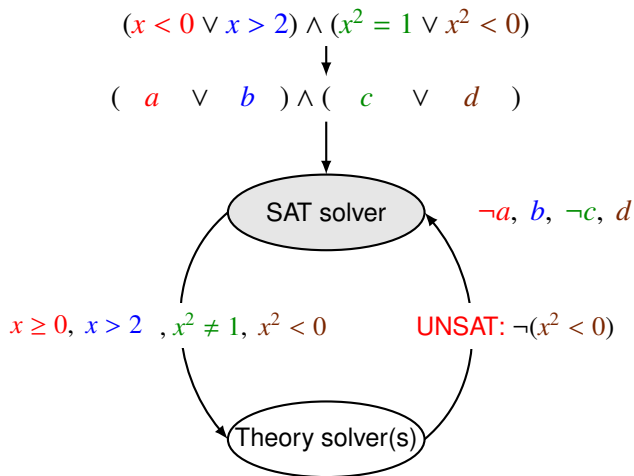 (x < 0 ∨ x > 2) ∧ (x² = 1 ∨ x² < 0)
( a ∨ b ) ∧ ( c ∨ d )
SAT solver
¬a, b, ¬c, d
x ≥ 0, x > 2 , x² ≠ 1, x² < 0
UNSAT: ¬(x² < 0)
Theory solver(s)